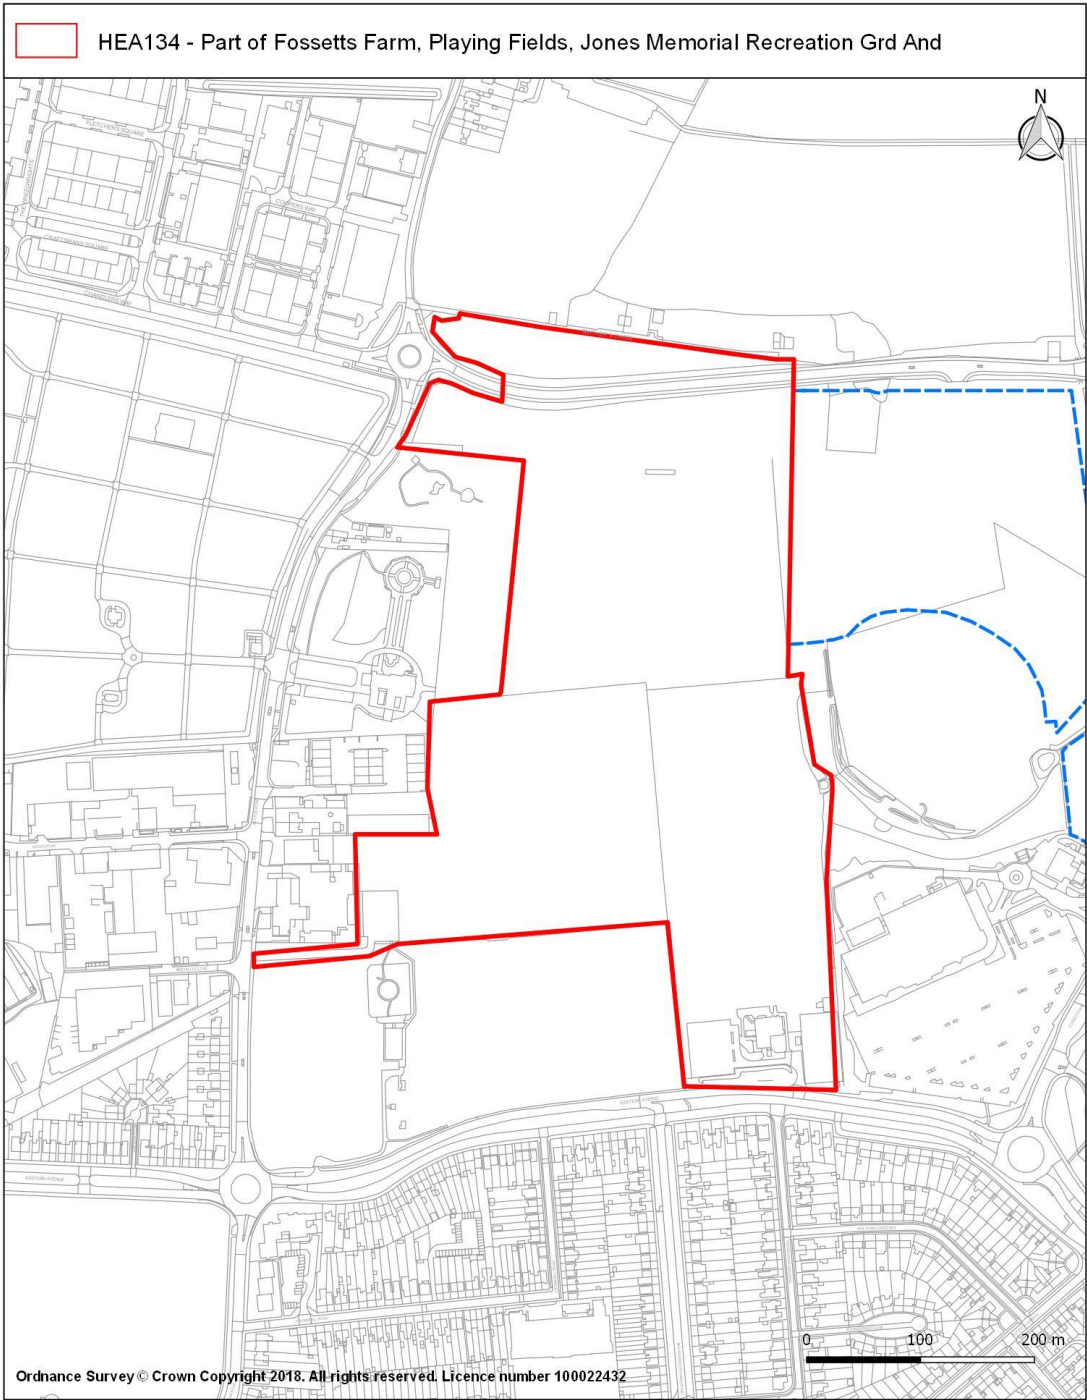 HEA134 - Part of Fossetts Farm, Playing Fields, Jones Memorial Recreation Grd And
N
FLETCHERS SQUARE
COOPERS WAY
CRAFTSMANS SQUARE
CHANDLERS WAY
EASTERN AVENUE
EASTERN AVENUE
0 100 200 m
Ordnance Survey © Crown Copyright 2018. All rights reserved. Licence number 100022432